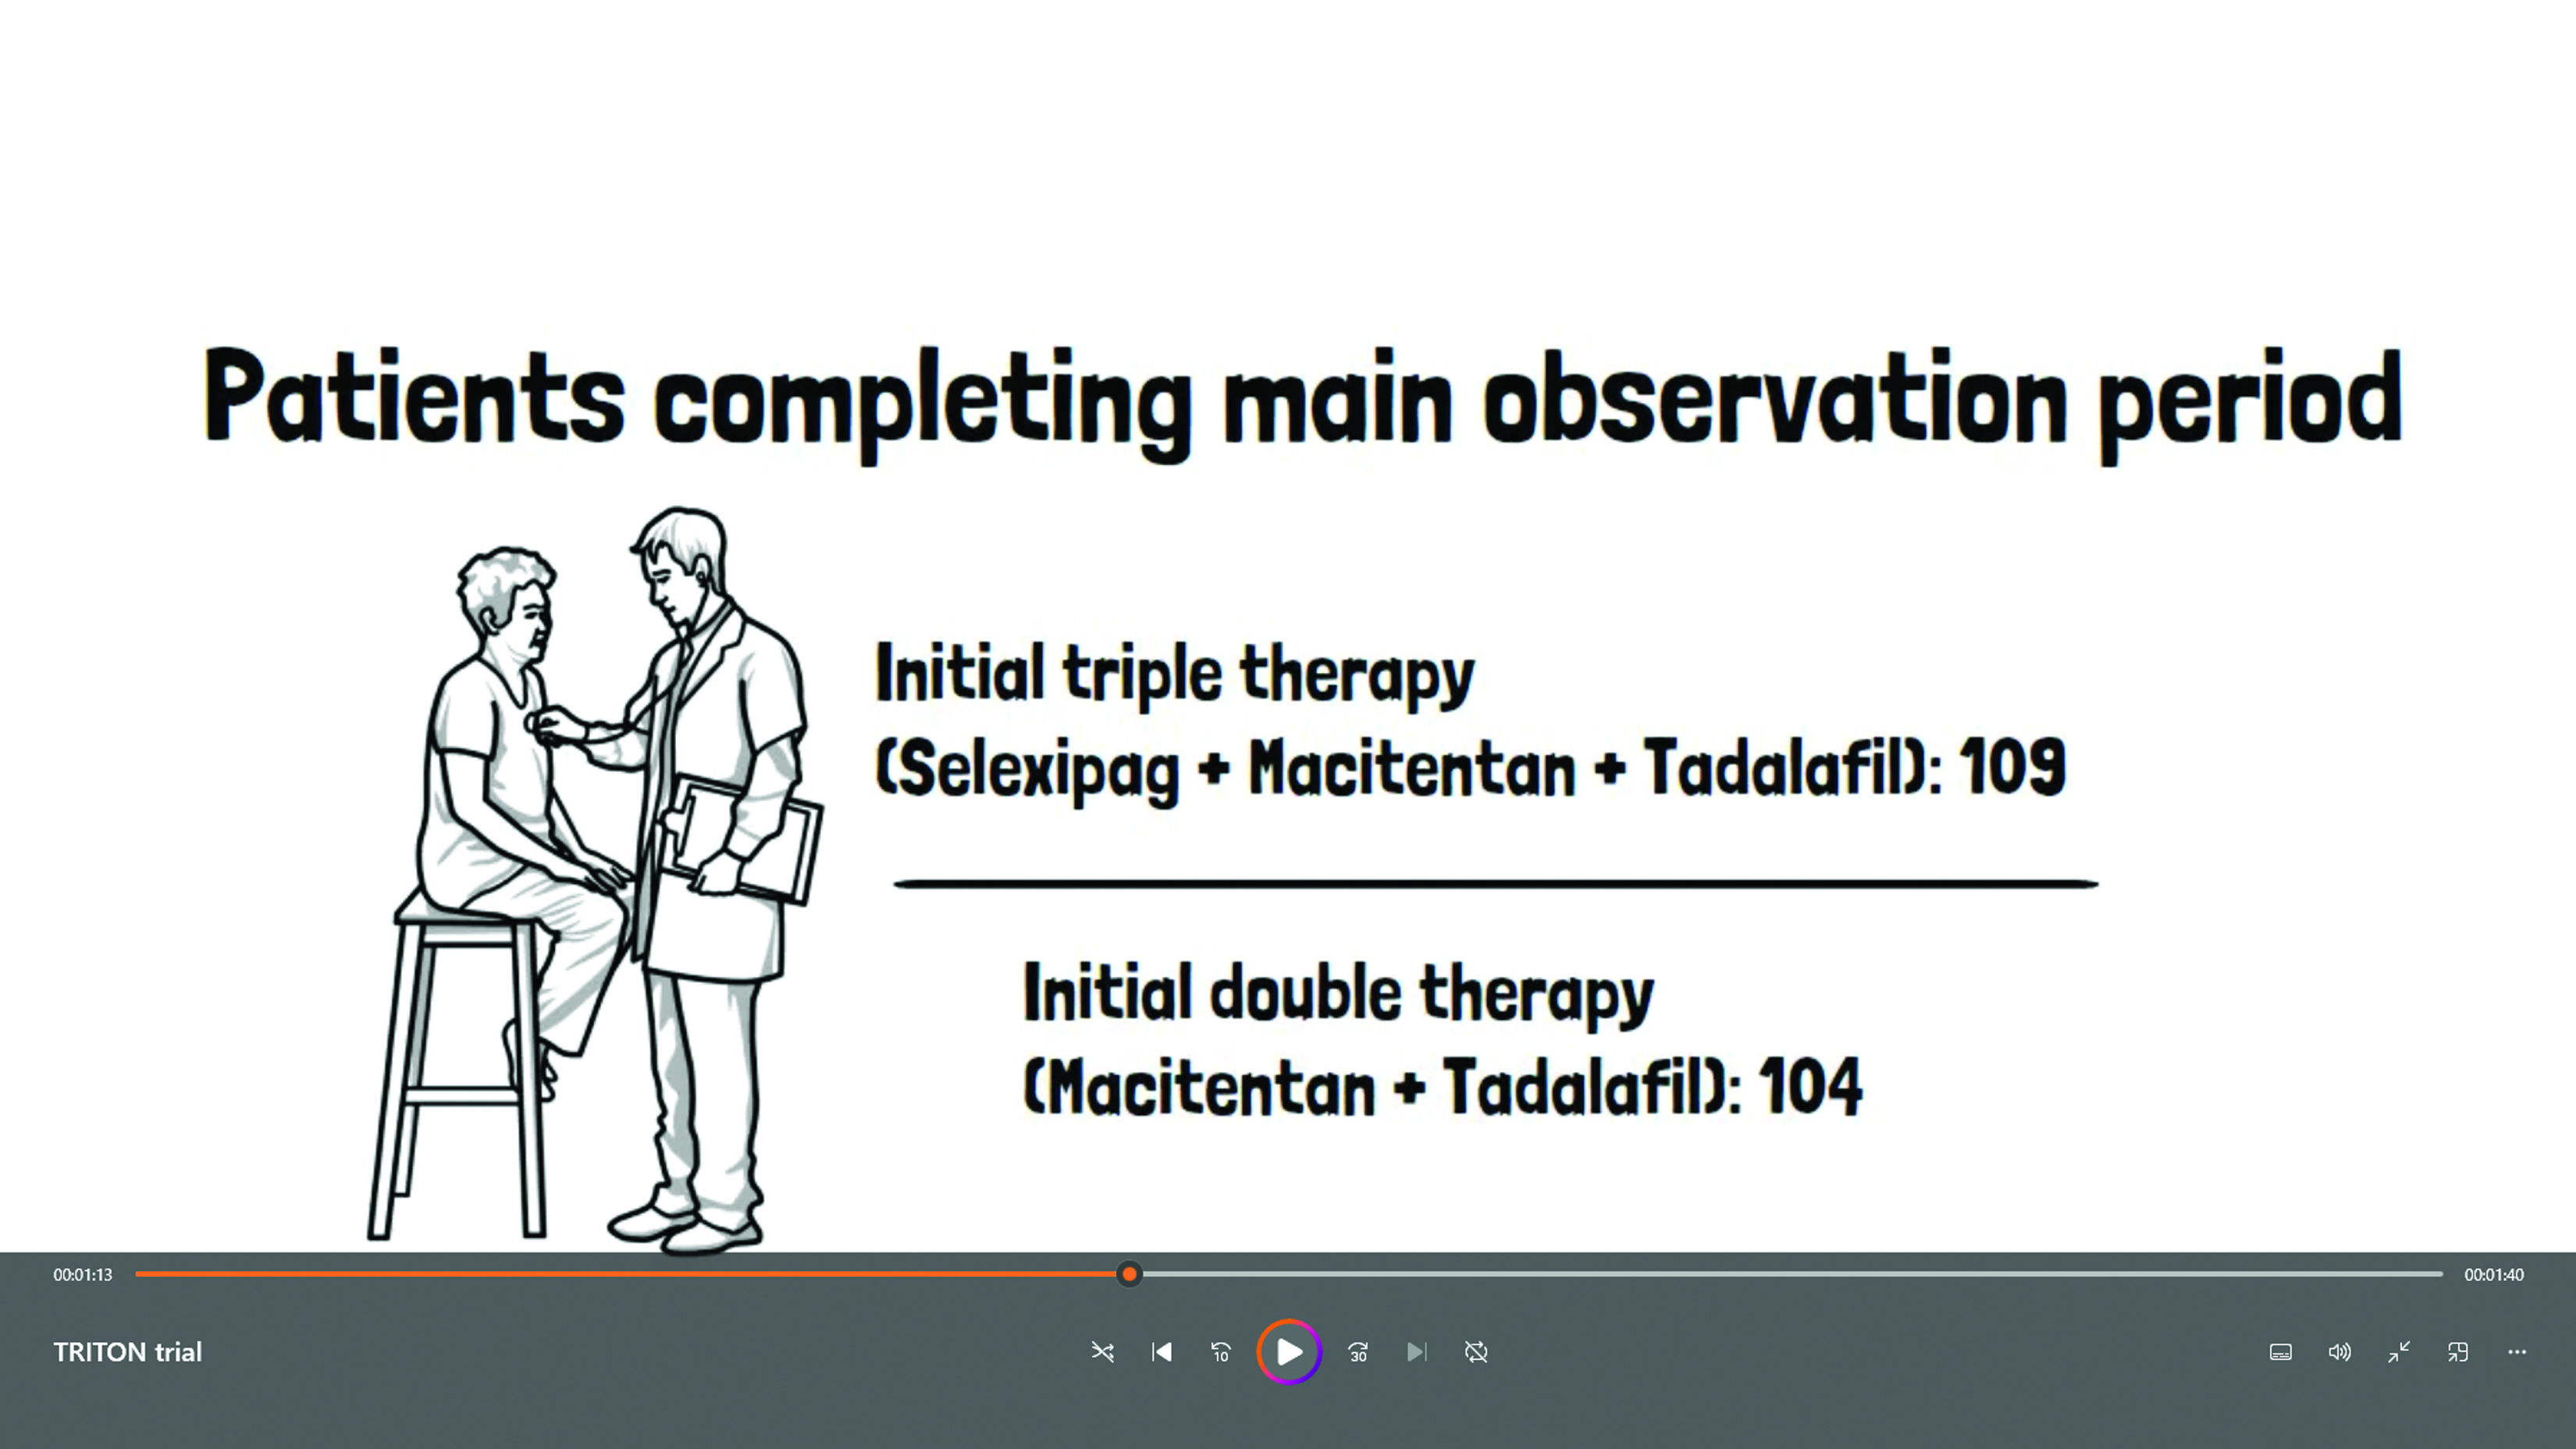 Patients completing main observation period
Initial triple therapy
(Selexipag + Macitentan + Tadalafil): 109
Initial double therapy
(Macitentan + Tadalafil): 104
00:01:13
00:01:40
TRITON trial
10
30